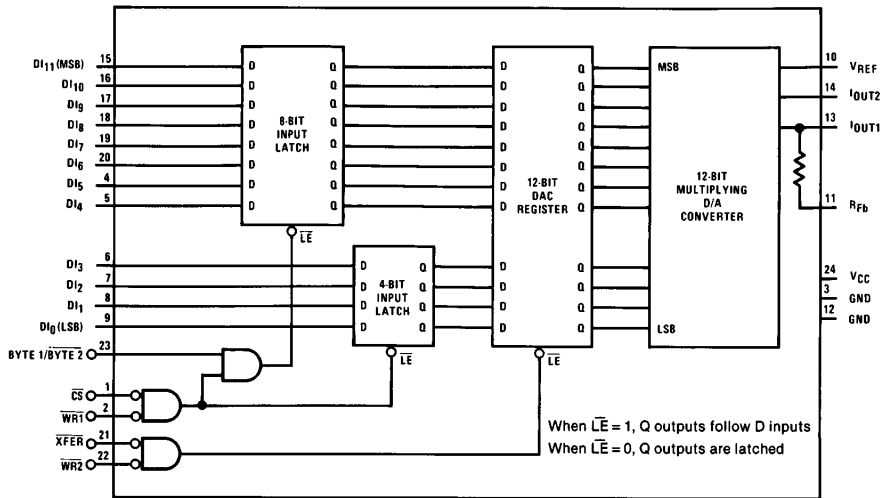 DI11 (MSB) 15
DI10 16
DI9 17
DI8 18
DI7 19
DI6 20
DI5 4
DI4 5
DI3 6
DI2 7
DI1 8
DI0 (LSB) 9
BYTE 1/BYTE 2 23
CS 1
WR1 2
XFER 21
WR2 22
D Q
D Q
D Q
D Q
D Q
D Q
D Q
D Q
8-BIT
INPUT
LATCH
LE
D Q
D Q
D Q
D Q
4-BIT
INPUT
LATCH
LE
D Q
D Q
D Q
D Q
D Q
D Q
D Q
D Q
12-BIT
DAC
REGISTER
D Q
D Q
D Q
D Q
LE
MSB
12-BIT
MULTIPLYING
D/A
CONVERTER
LSB
10 VREF
14 IOUT2
13 IOUT1
11 RFb
24 VCC
3 GND
12 GND
When LE = 1, Q outputs follow D inputs
When LE = 0, Q outputs are latched